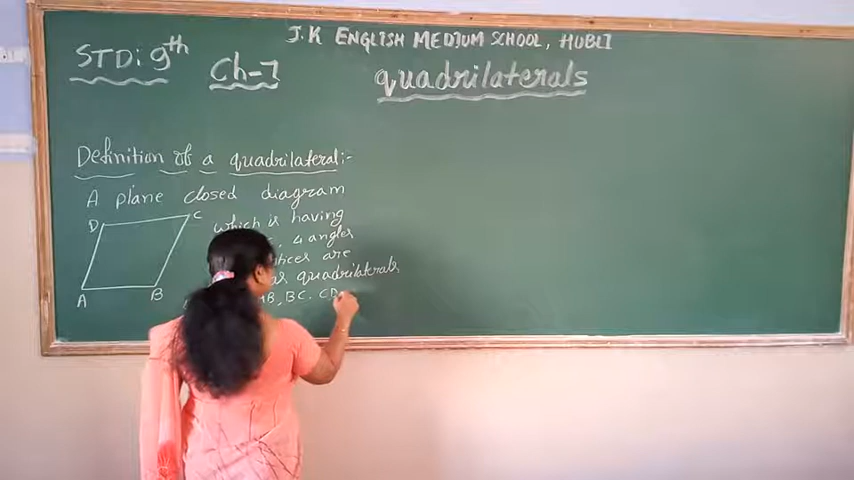 J.K ENGLISH MEDIUM SCHOOL, HUBLI
STD: 9th Ch-7 quadrilaterals
Definition of a quadrilateral:-
A plane closed diagram
D C which is having
4 angles
are
A B quadrilaterals
AB, BC. CD